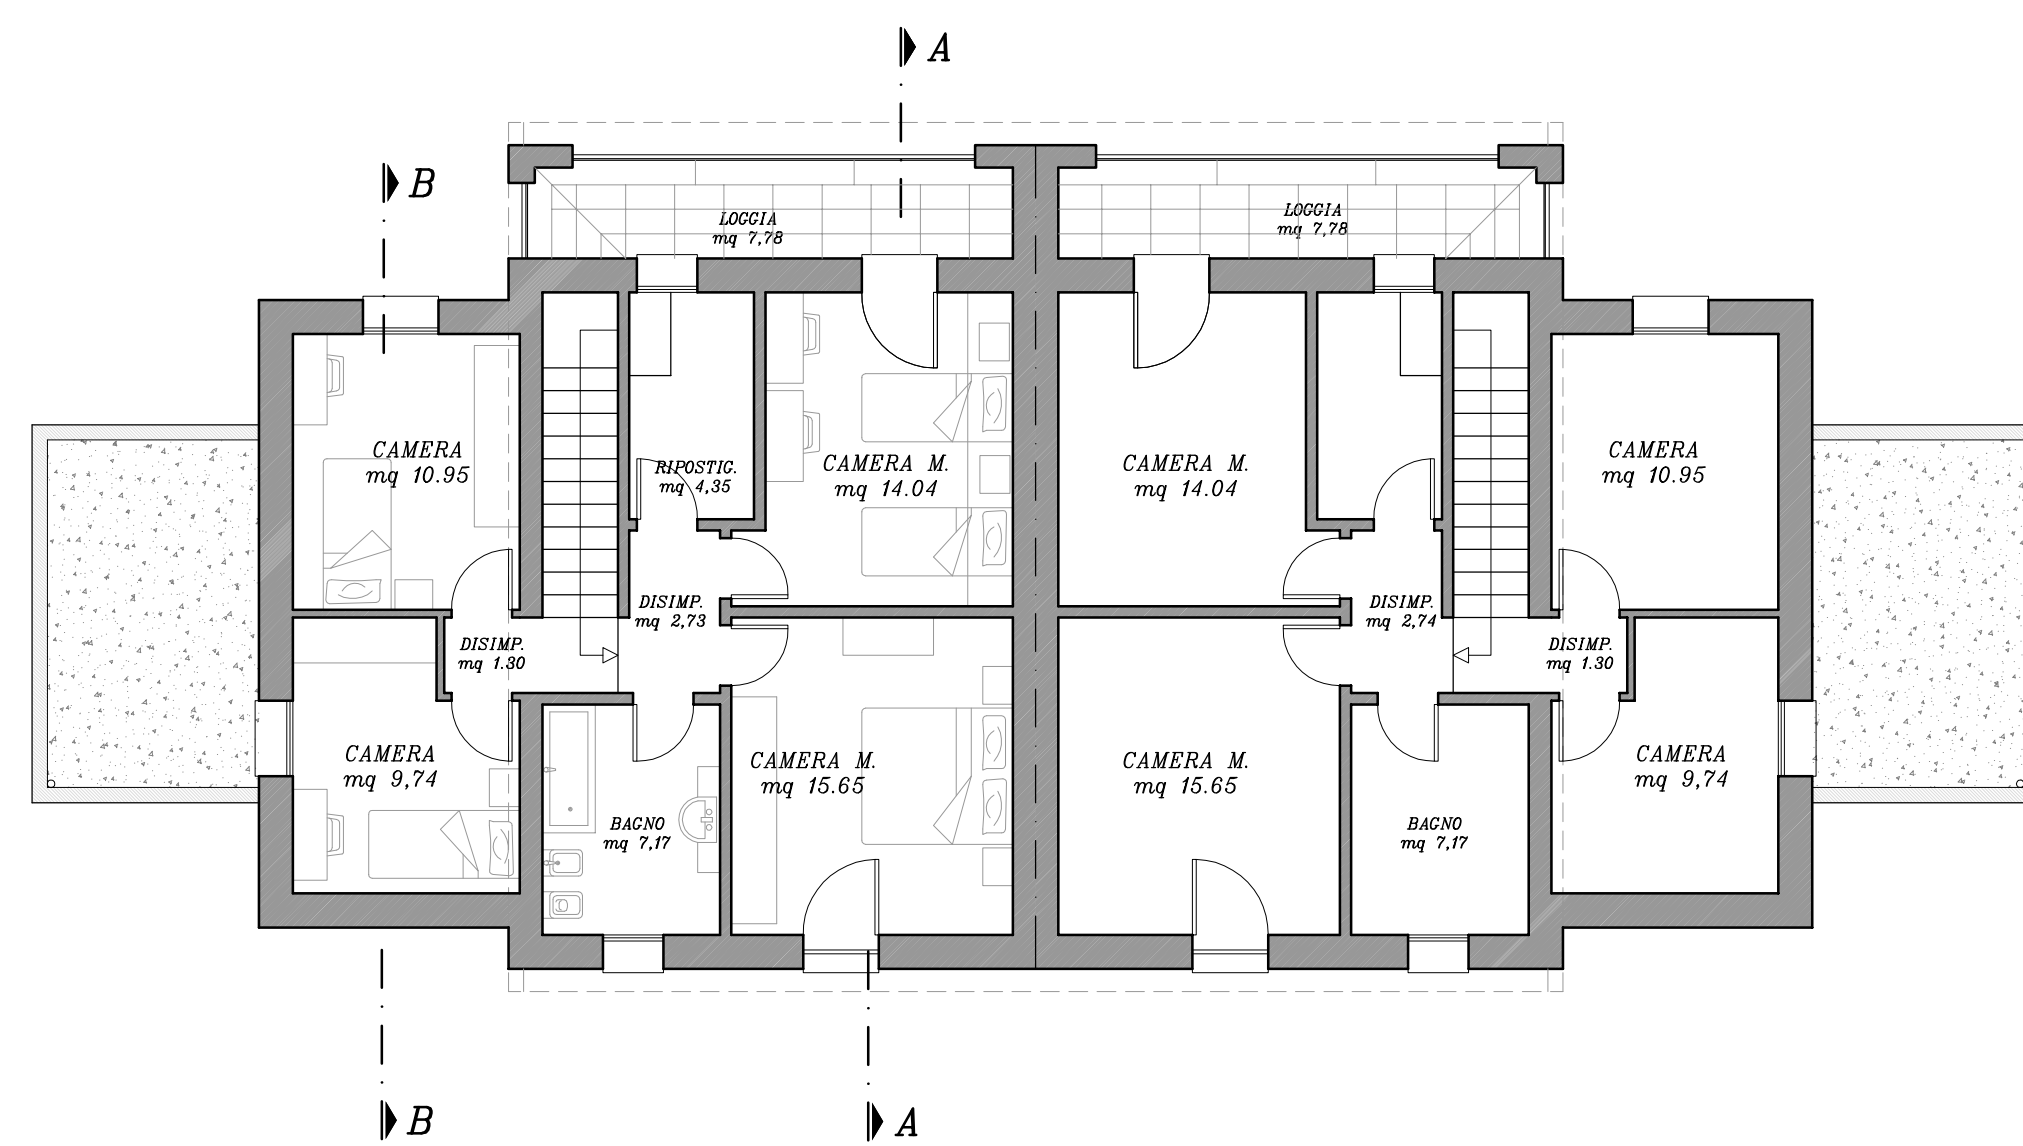 A
B
LOGGIA
mq 7,78
LOGGIA
mq 7,78
CAMERA
mq 10.95
RIPOSTIG.
mq 4,35
CAMERA M.
mq 14.04
CAMERA M.
mq 14.04
CAMERA
mq 10.95
DISIMP.
mq 2,73
DISIMP.
mq 2,74
DISIMP.
mq 1.30
DISIMP.
mq 1.30
CAMERA
mq 9,74
CAMERA M.
mq 15.65
CAMERA M.
mq 15.65
CAMERA
mq 9,74
BAGNO
mq 7,17
BAGNO
mq 7,17
B
A